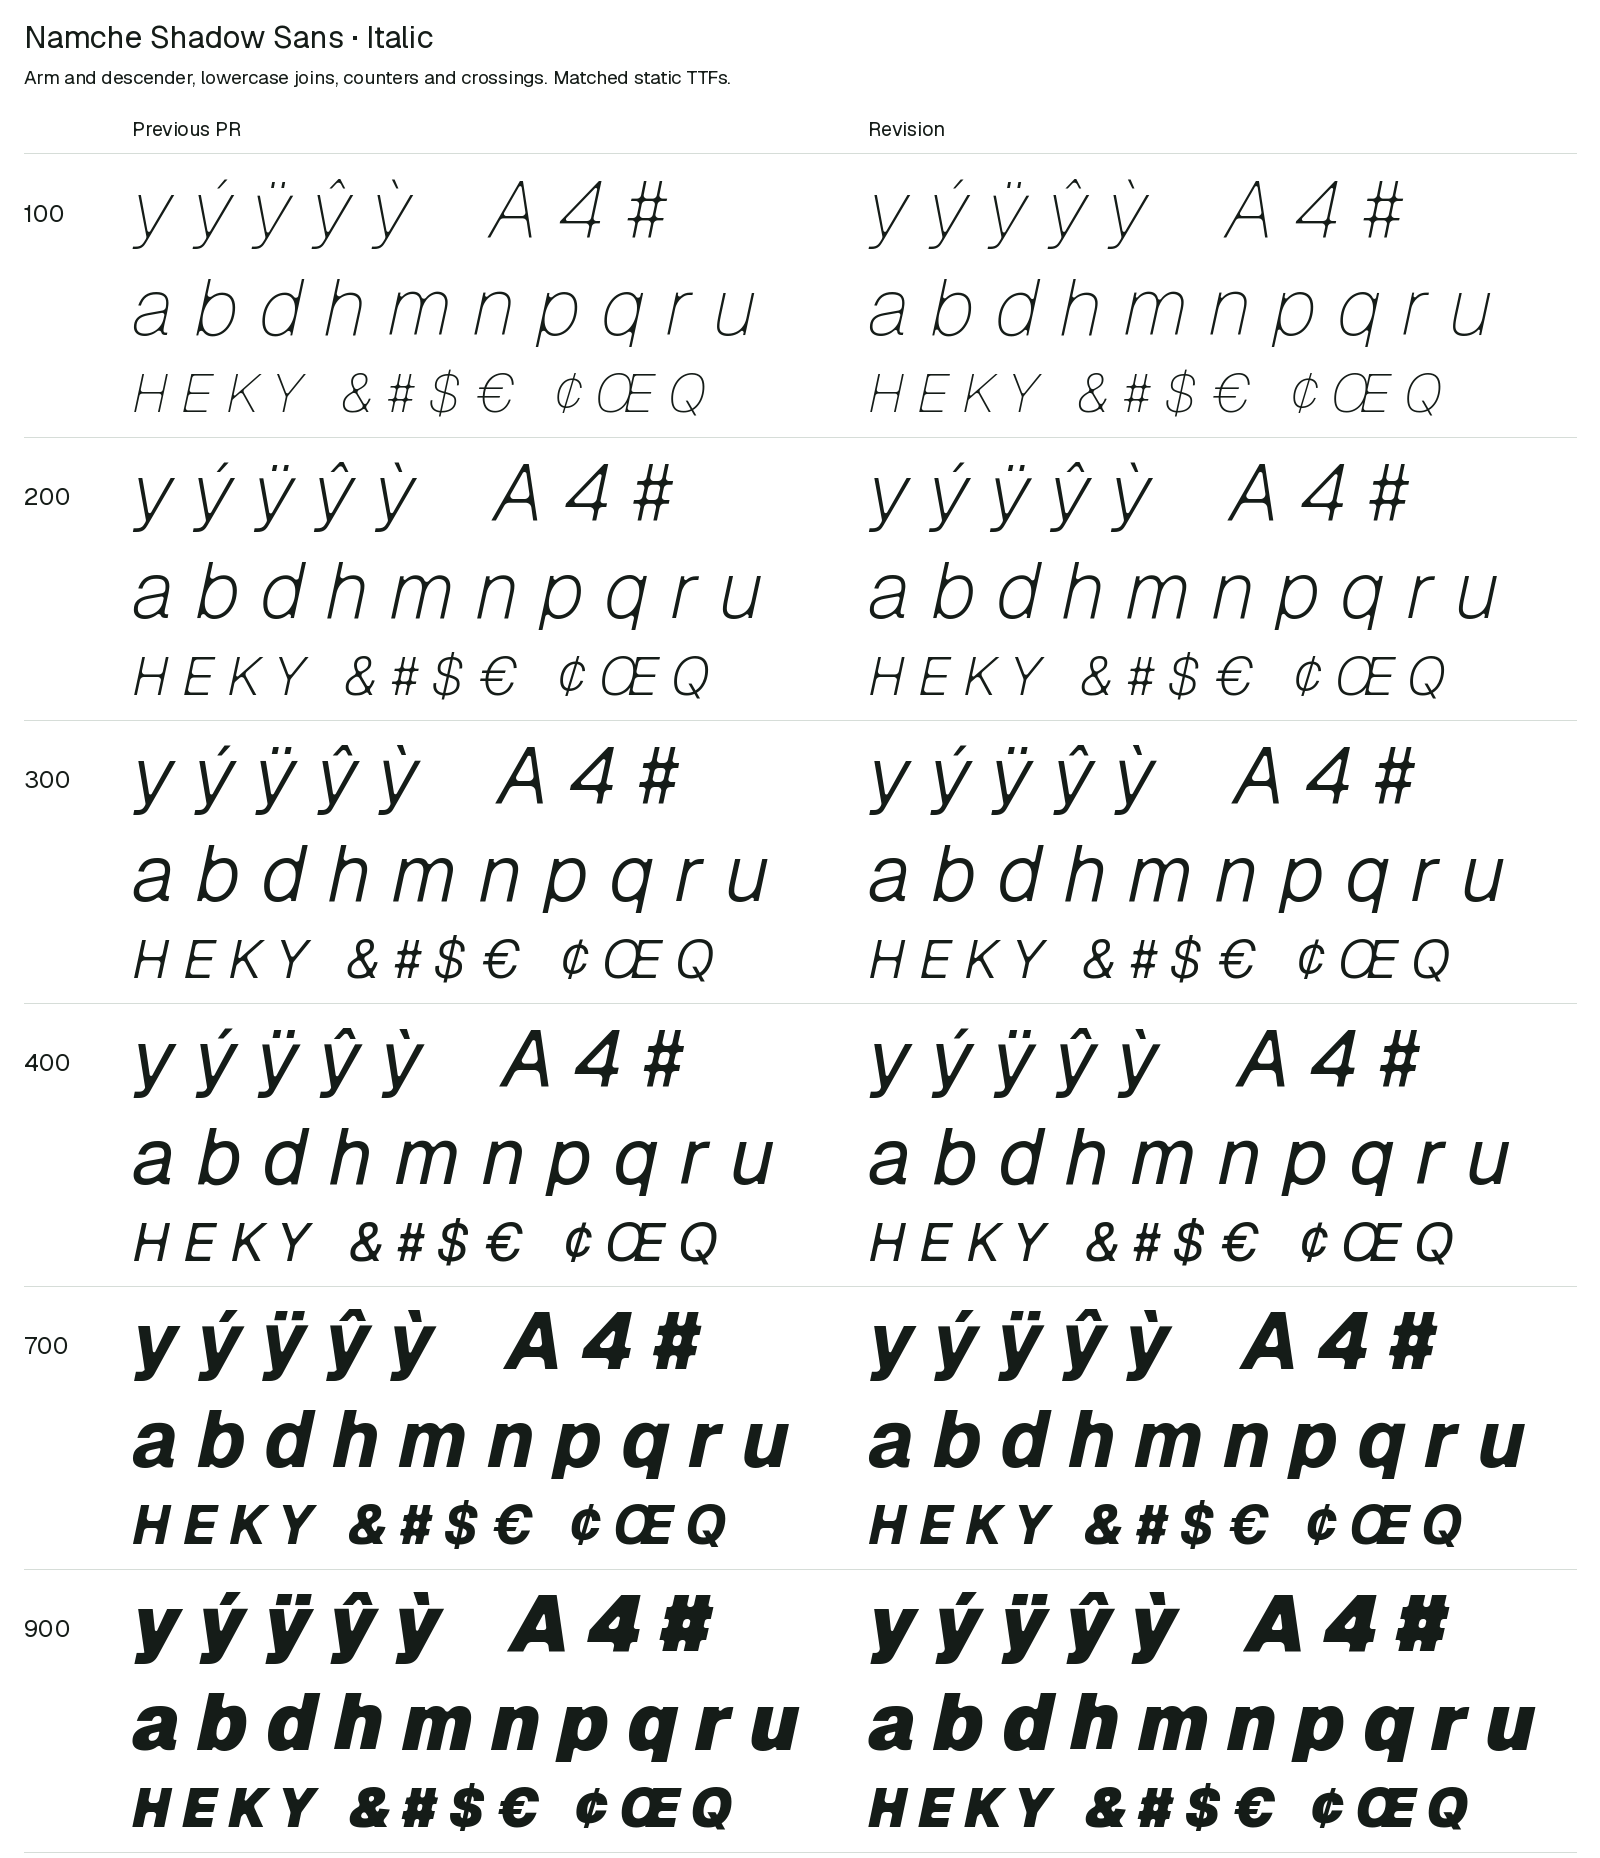 Namche Shadow Sans · Italic
Arm and descender, lowercase joins, counters and crossings. Matched static TTFs.
Previous PR Revision
100 y ý ÿ ŷ ỳ A 4 # y ý ÿ ŷ ỳ A 4 #
a b d h m n p q r u a b d h m n p q r u
H E K Y & # $ € ¢ Œ Q H E K Y & # $ € ¢ Œ Q
200 y ý ÿ ŷ ỳ A 4 # y ý ÿ ŷ ỳ A 4 #
a b d h m n p q r u a b d h m n p q r u
H E K Y & # $ € ¢ Œ Q H E K Y & # $ € ¢ Œ Q
300 y ý ÿ ŷ ỳ A 4 # y ý ÿ ŷ ỳ A 4 #
a b d h m n p q r u a b d h m n p q r u
H E K Y & # $ € ¢ Œ Q H E K Y & # $ € ¢ Œ Q
400 y ý ÿ ŷ ỳ A 4 # y ý ÿ ŷ ỳ A 4 #
a b d h m n p q r u a b d h m n p q r u
H E K Y & # $ € ¢ Œ Q H E K Y & # $ € ¢ Œ Q
700 y ý ÿ ŷ ỳ A 4 # y ý ÿ ŷ ỳ A 4 #
a b d h m n p q r u a b d h m n p q r u
H E K Y & # $ € ¢ Œ Q H E K Y & # $ € ¢ Œ Q
900 y ý ÿ ŷ ỳ A 4 # y ý ÿ ŷ ỳ A 4 #
a b d h m n p q r u a b d h m n p q r u
H E K Y & # $ € ¢ Œ Q H E K Y & # $ € ¢ Œ Q